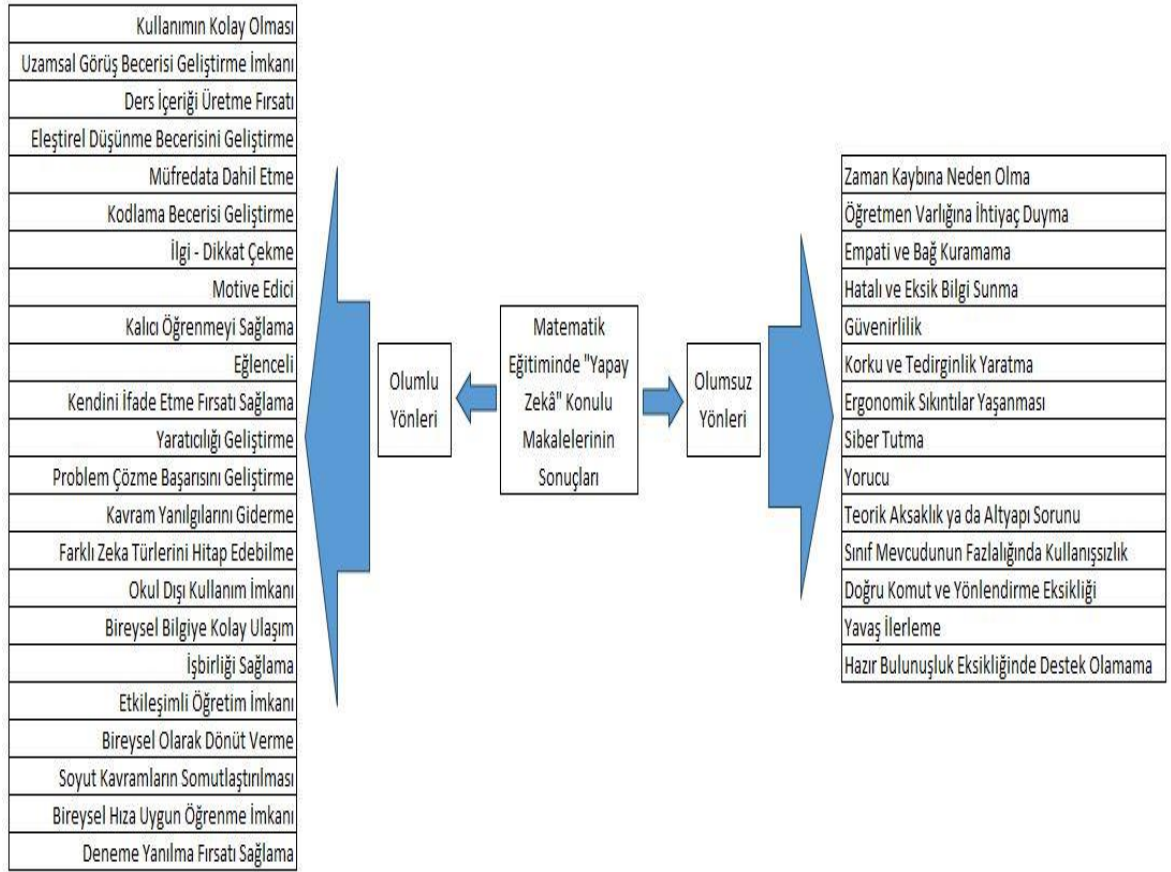 Kullanımın Kolay Olması
Uzamsal Görüş Becerisi Geliştirme İmkanı
Ders İçeriği Üretme Fırsatı
Eleştirel Düşünme Becerisini Geliştirme
Müfredata Dahil Etme
Kodlama Becerisi Geliştirme
İlgi - Dikkat Çekme
Motive Edici
Kalıcı Öğrenmeyi Sağlama
Eğlenceli
Kendini İfade Etme Fırsatı Sağlama
Yaratıcılığı Geliştirme
Problem Çözme Başarısını Geliştirme
Kavram Yanılgılarını Giderme
Farklı Zeka Türlerini Hitap Edebilme
Okul Dışı Kullanım İmkanı
Bireysel Bilgiye Kolay Ulaşım
İşbirliği Sağlama
Etkileşimli Öğretim İmkanı
Bireysel Olarak Dönüt Verme
Soyut Kavramların Somutlaştırılması
Bireysel Hıza Uygun Öğrenme İmkanı
Deneme Yanılma Fırsatı Sağlama
Olumlu
Yönleri
Matematik
Eğitiminde "Yapay
Zekâ" Konulu
Makalelerinin
Sonuçları
Olumsuz
Yönleri
Zaman Kaybına Neden Olma
Öğretmen Varlığına İhtiyaç Duyma
Empati ve Bağ Kuramama
Hatalı ve Eksik Bilgi Sunma
Güvenirlilik
Korku ve Tedirginlik Yaratma
Ergonomik Sıkıntılar Yaşanması
Siber Tutma
Yorucu
Teorik Aksaklık ya da Altyapı Sorunu
Sınıf Mevcudunun Fazlalığında Kullanışsızlık
Doğru Komut ve Yönlendirme Eksikliği
Yavaş İlerleme
Hazır Bulunuşluk Eksikliğinde Destek Olamama